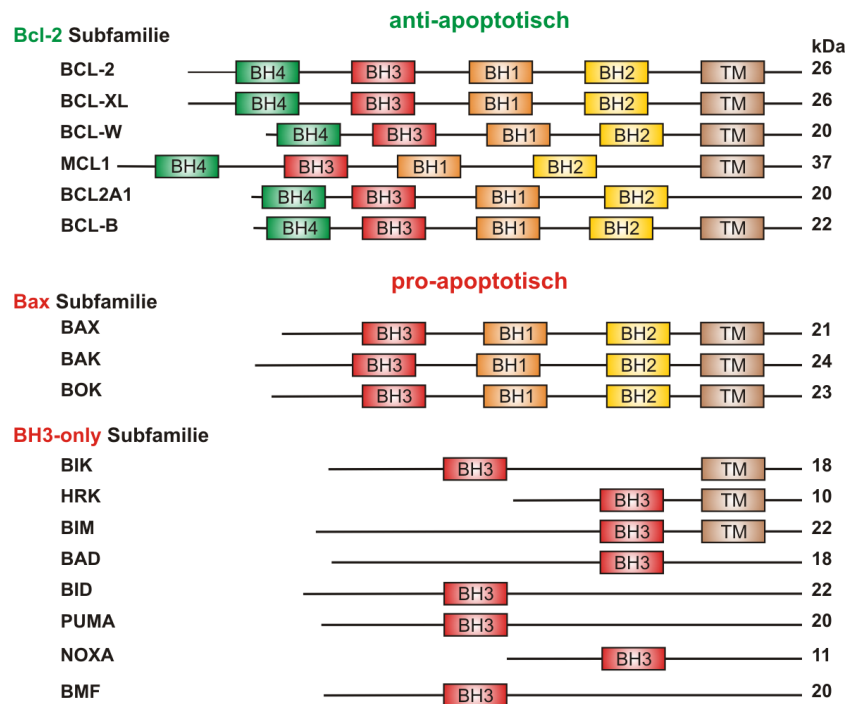 anti-apoptotisch
Bcl-2 Subfamilie
kDa
BCL-2 BH4 BH3 BH1 BH2 TM 26
BCL-XL BH4 BH3 BH1 BH2 TM 26
BCL-W BH4 BH3 BH1 BH2 TM 20
MCL1 BH4 BH3 BH1 BH2 TM 37
BCL2A1 BH4 BH3 BH1 BH2 20
BCL-B BH4 BH3 BH1 BH2 TM 22
pro-apoptotisch
Bax Subfamilie
BAX BH3 BH1 BH2 TM 21
BAK BH3 BH1 BH2 TM 24
BOK BH3 BH1 BH2 TM 23
BH3-only Subfamilie
BIK BH3 TM 18
HRK BH3 TM 10
BIM BH3 TM 22
BAD BH3 18
BID BH3 22
PUMA BH3 20
NOXA BH3 11
BMF BH3 20